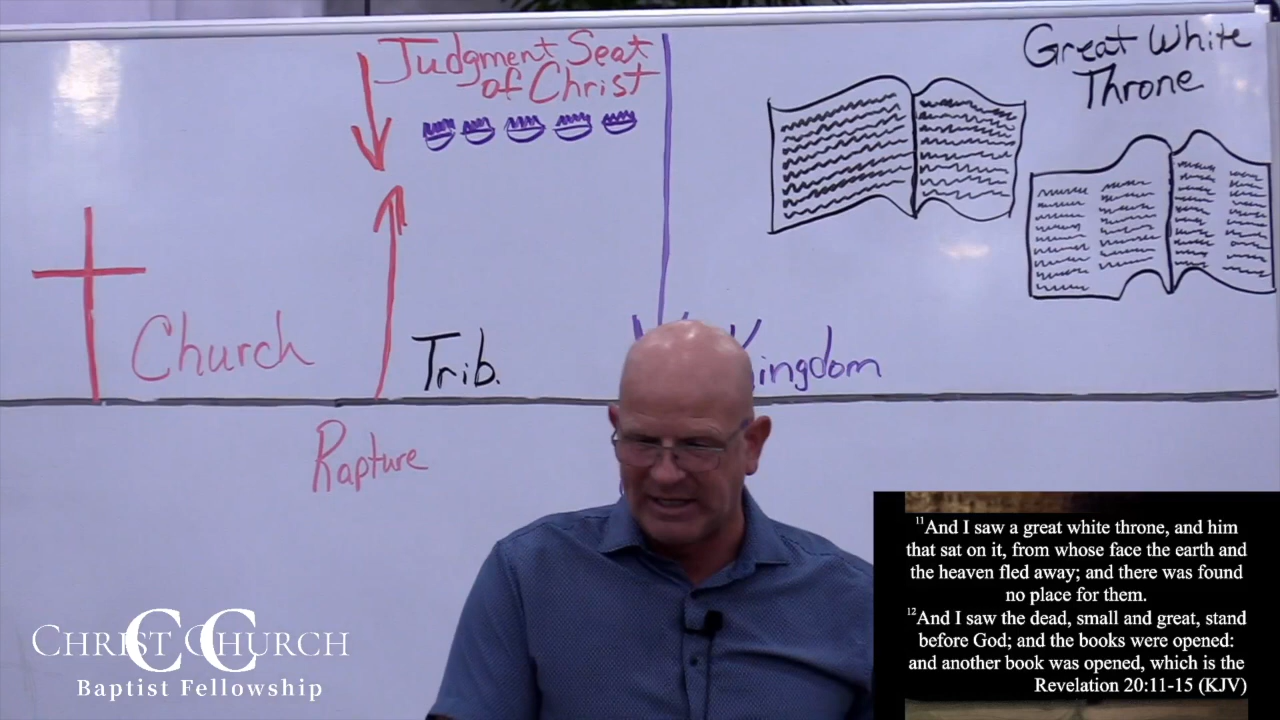 Judgment Seat
of Christ
Great White
Throne
Church
Trib.
Kingdom
Rapture
CC
CHRIST CHURCH
Baptist Fellowship
11And I saw a great white throne, and him
that sat on it, from whose face the earth and
the heaven fled away; and there was found
no place for them.
12And I saw the dead, small and great, stand
before God; and the books were opened:
and another book was opened, which is the
Revelation 20:11-15 (KJV)